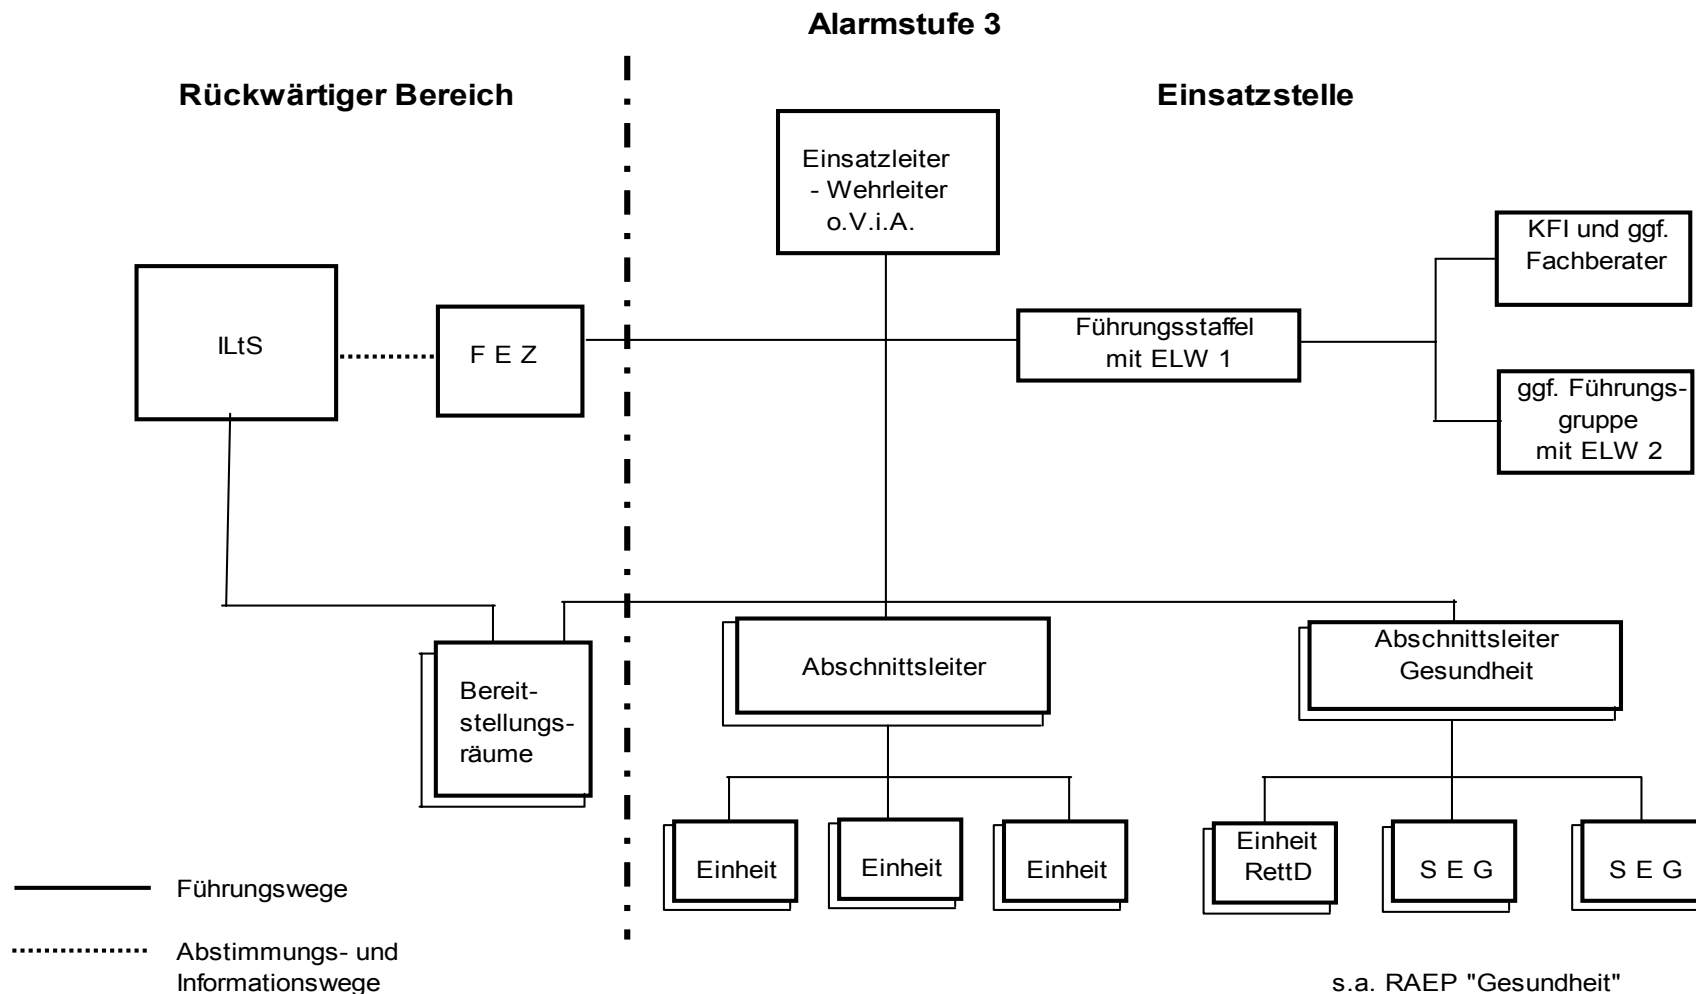 Alarmstufe 3
Rückwärtiger Bereich
Einsatzstelle
Einsatzleiter
- Wehrleiter
o.V.i.A.
KFI und ggf.
Fachberater
ILtS
F E Z
Führungsstaffel
mit ELW 1
ggf. Führungs-
gruppe
mit ELW 2
Bereit-
stellungs-
räume
Abschnittsleiter
Abschnittsleiter
Gesundheit
Einheit
Einheit
Einheit
Einheit
RettD
S E G
S E G
Führungswege
Abstimmungs- und
Informationswege
s.a. RAEP "Gesundheit"